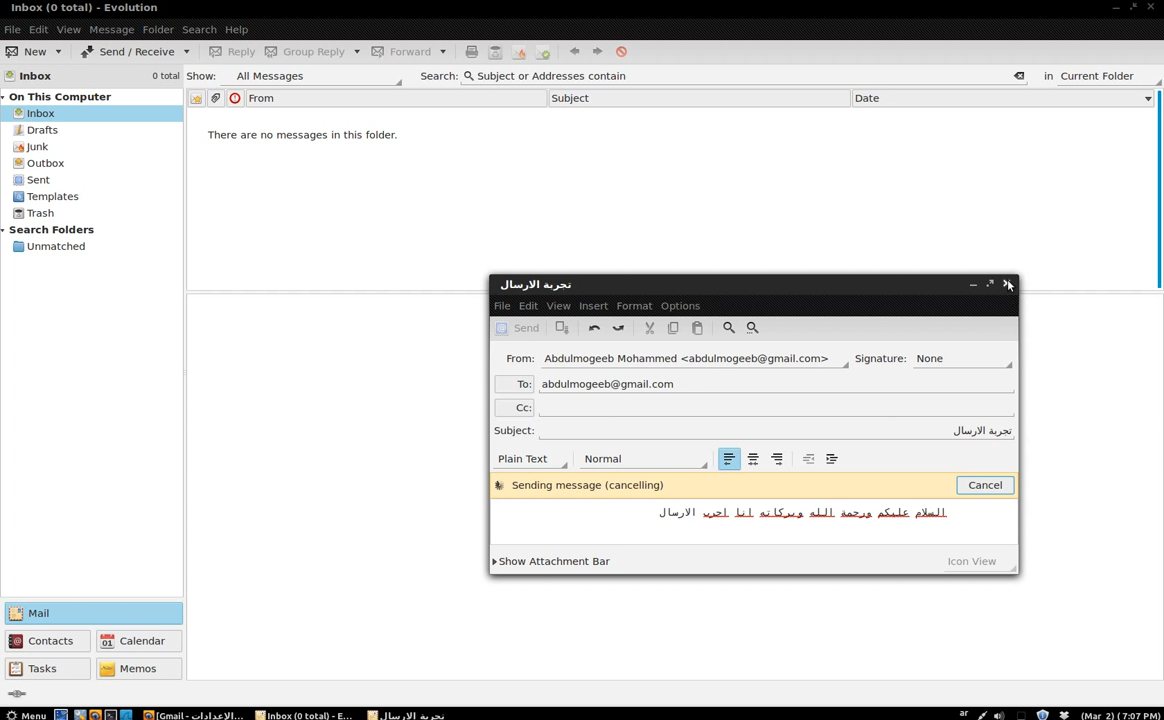 Inbox (0 total) - Evolution
File Edit View Message Folder Search Help
New Send / Receive Reply Group Reply Forward
Inbox 0 total Show: All Messages Search: Subject or Addresses contain in Current Folder
On This Computer From Subject Date
Inbox
There are no messages in this folder.
Drafts
Junk
Outbox
Sent
Templates
Trash
Search Folders
Unmatched
تجربة الارسال
File Edit View Insert Format Options
Send
From: Abdulmogeeb Mohammed <abdulmogeeb@gmail.com> Signature: None
To: abdulmogeeb@gmail.com
Cc:
Subject: تجربة الارسال
Plain Text Normal
Sending message (cancelling) Cancel
السلام عليكم ورحمة الله وبركاته انا اجرب الارسال
Show Attachment Bar Icon View
Mail
Contacts 01 Calendar
Tasks Memos
Menu [Gmail - الإعدادات... Inbox (0 total) - E... تجربة الارسال ar (Mar 2) ( 7:07 PM)